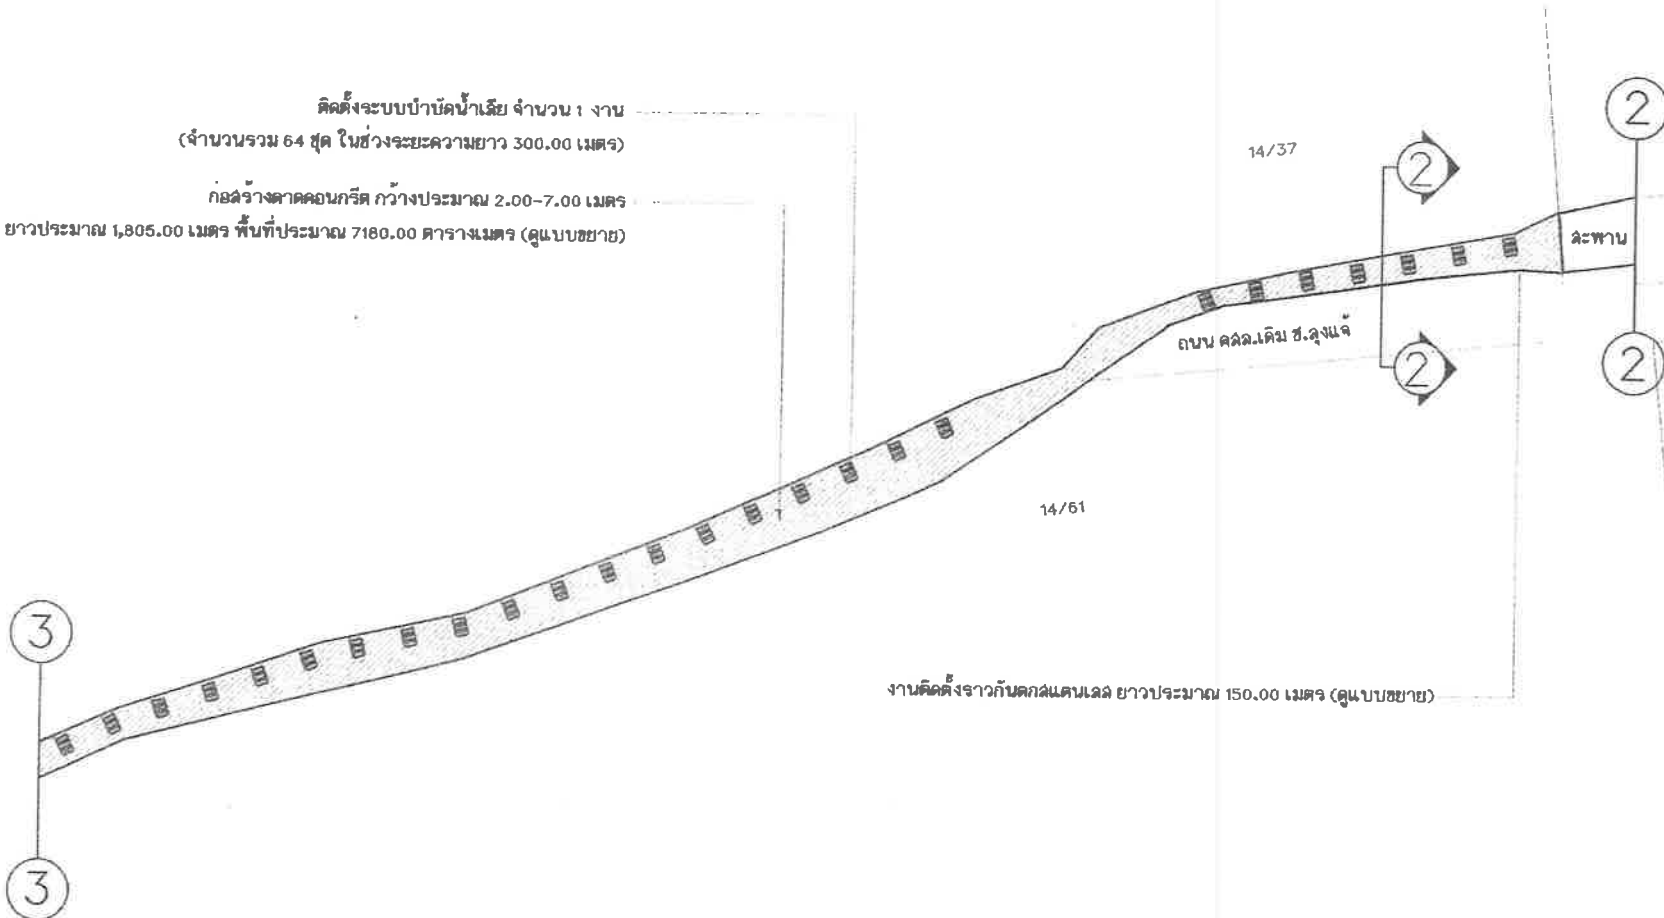 ติดตั้งระบบบำบัดน้ำเสีย จำนวน 1 งาน
(จำนวนรวม 64 ชุด ในช่วงระยะความยาว 300.00 เมตร)
ก่อสร้างดาดคอนกรีต กว้างประมาณ 2.00-7.00 เมตร
ยาวประมาณ 1,805.00 เมตร พื้นที่ประมาณ 7180.00 ตารางเมตร (ดูแบบขยาย)
14/37
2
2
สะพาน
ถนน คสล.เดิม ซ.ลุงแจ้
2
2
14/61
3
งานติดตั้งราวกันตกสแตนเลส ยาวประมาณ 150.00 เมตร (ดูแบบขยาย)
3